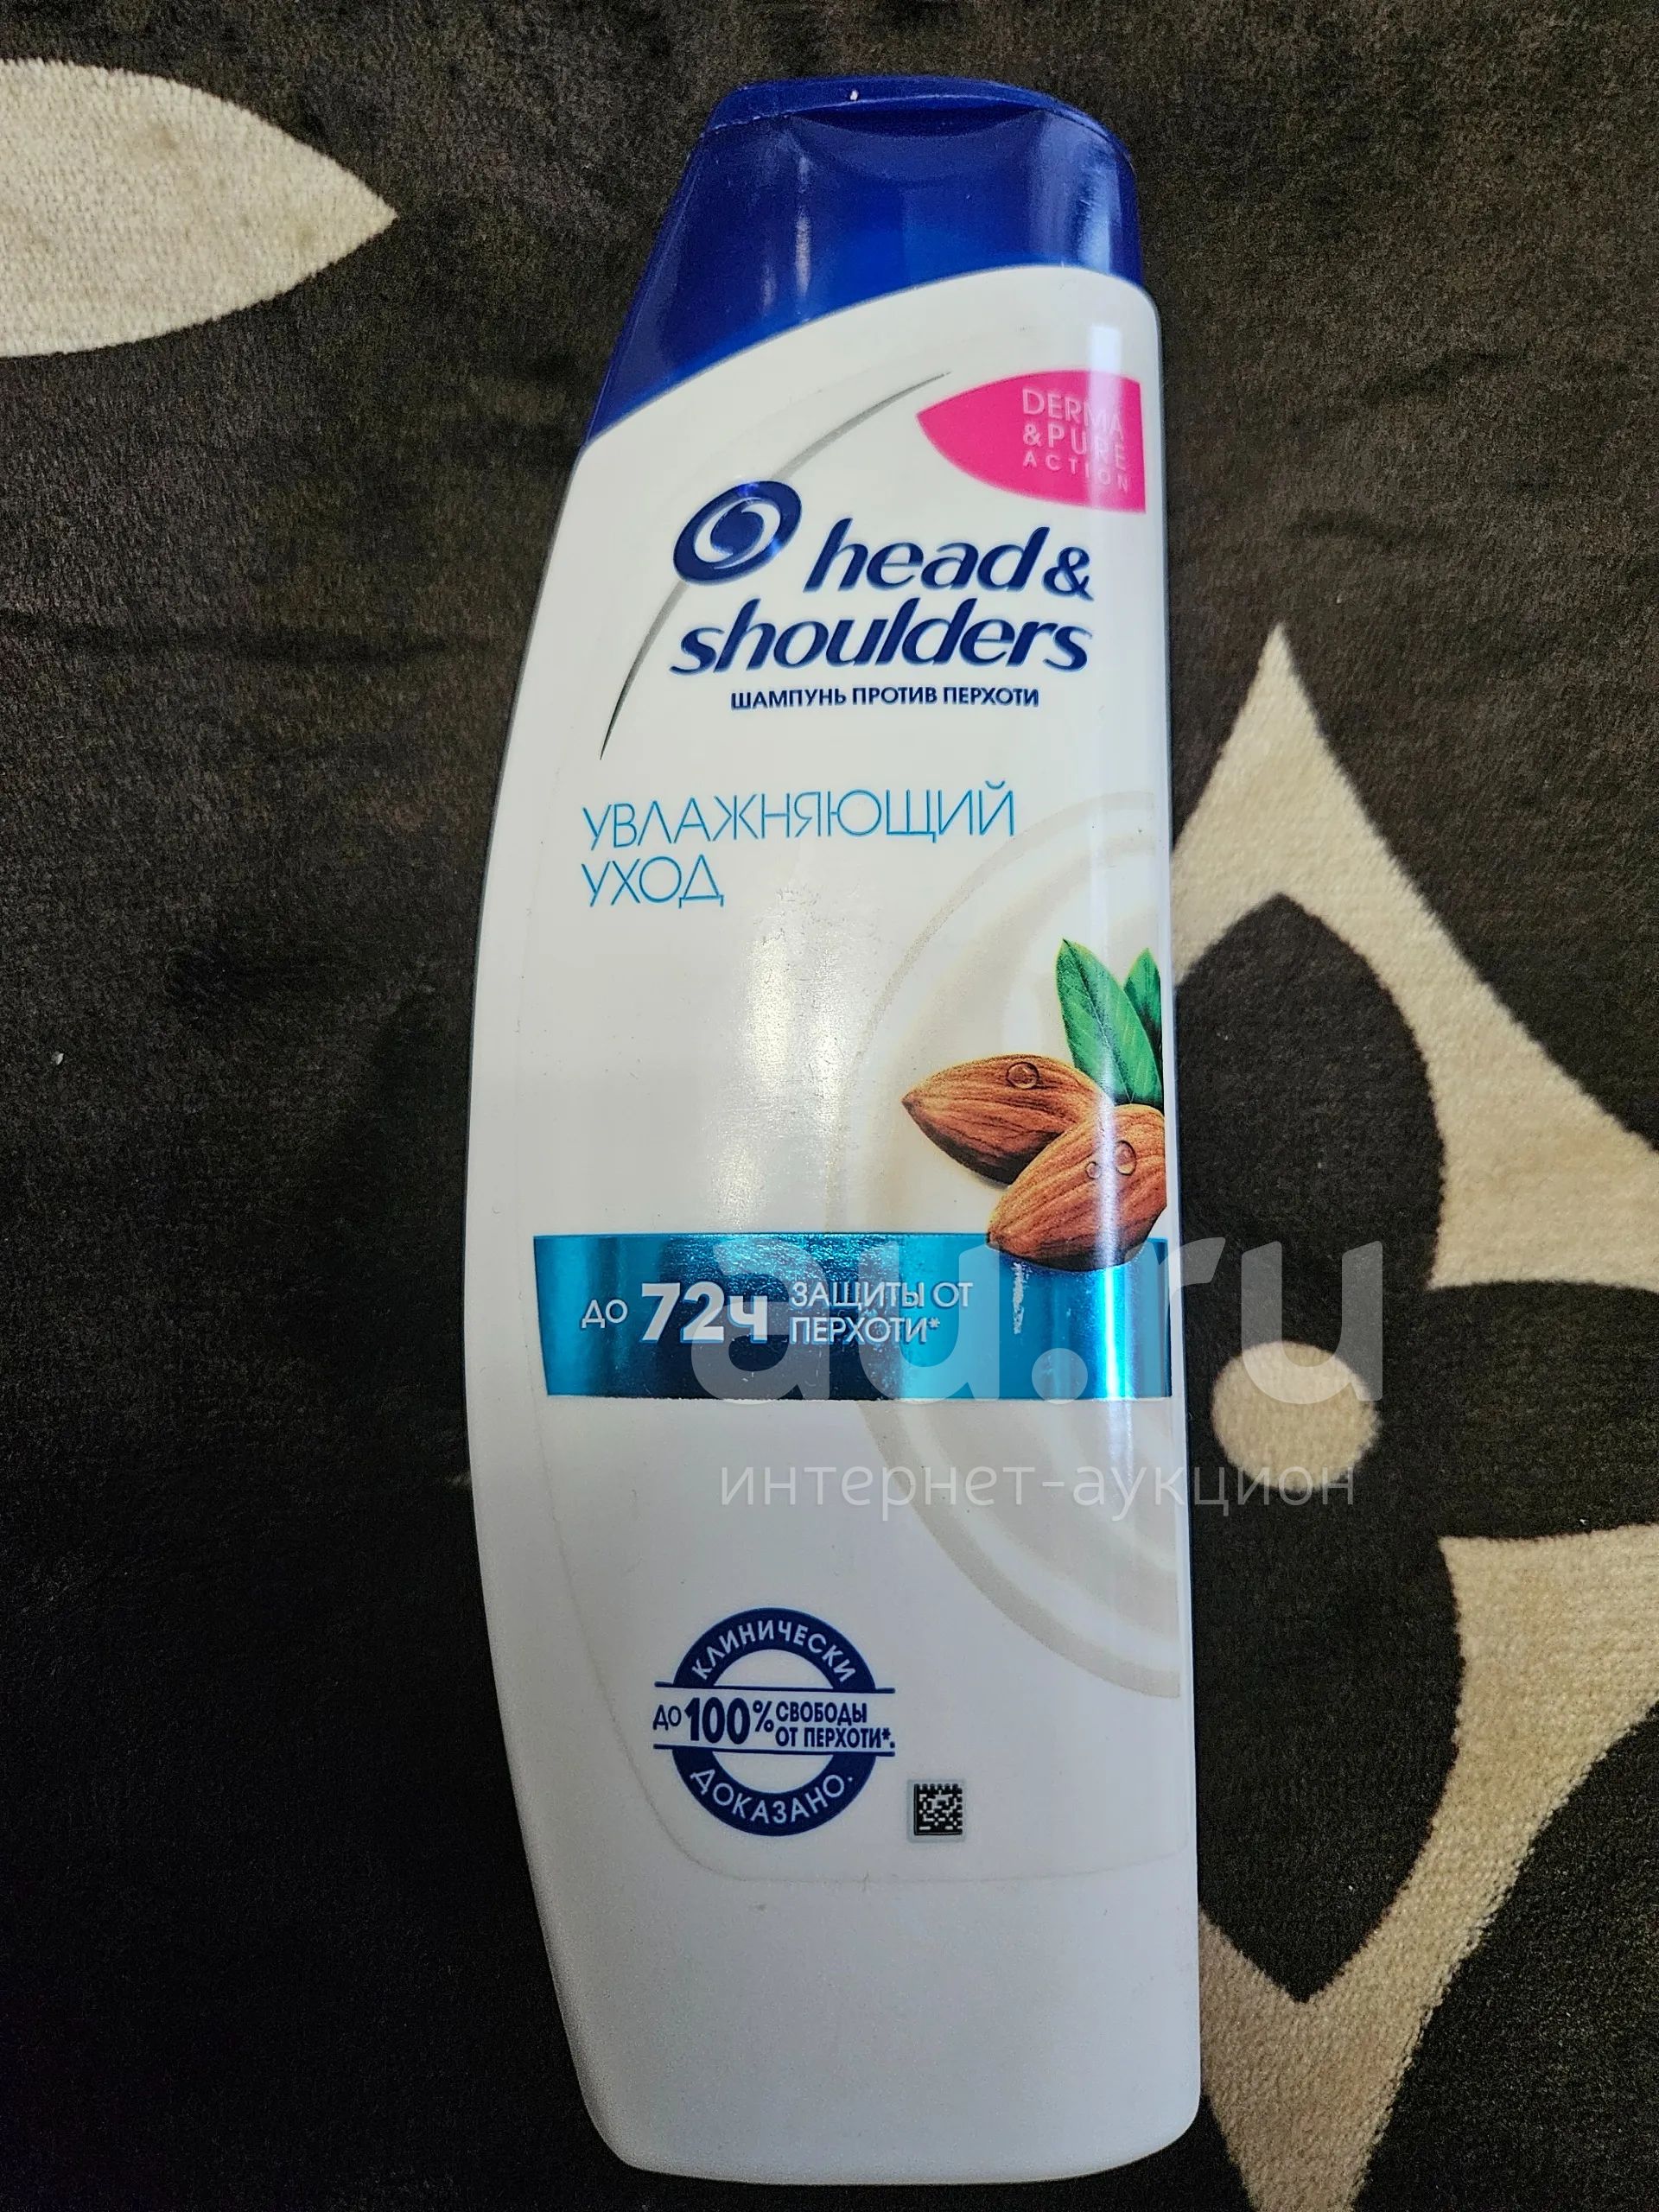 DERMA
&PURE
ACTION
head&
shoulders
ШАМПУНЬ ПРОТИВ ПЕРХОТИ
УВЛАЖНЯЮЩИЙ
УХОД
ДО 72ч ЗАЩИТЫ ОТ
ПЕРХОТИ*
au.ru
интернет-аукцион
КЛИНИЧЕСКИ
ДО 100% СВОБОДЫ
ОТ ПЕРХОТИ*.
ДОКАЗАНО.